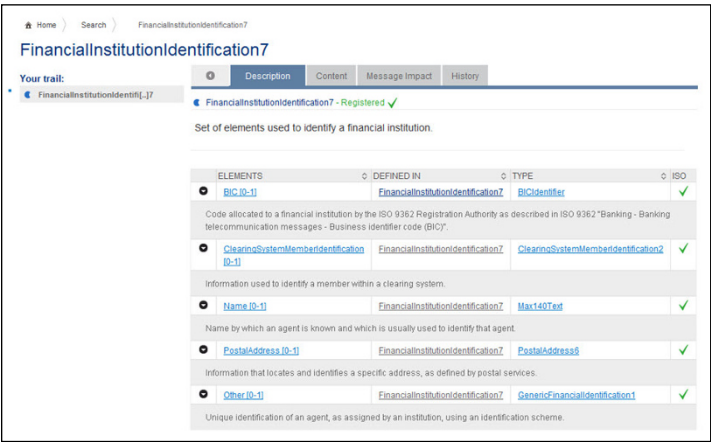 Home Search FinancialInstitutionIdentification7
FinancialInstitutionIdentification7
Your trail:
FinancialInstitutionIdentifi[..]7
Description Content Message Impact History
FinancialInstitutionIdentification7 - Registered
Set of elements used to identify a financial institution.
ELEMENTS DEFINED IN TYPE ISO
BIC [0-1] FinancialInstitutionIdentification7 BICIdentifier
Code allocated to a financial institution by the ISO 9362 Registration Authority as described in ISO 9362 "Banking - Banking
telecommunication messages - Business identifier code (BIC)".
ClearingSystemMemberIdentification FinancialInstitutionIdentification7 ClearingSystemMemberIdentification2
[0-1]
Information used to identify a member within a clearing system.
Name [0-1] FinancialInstitutionIdentification7 Max140Text
Name by which an agent is known and which is usually used to identify that agent.
PostalAddress [0-1] FinancialInstitutionIdentification7 PostalAddress6
Information that locates and identifies a specific address, as defined by postal services.
Other [0-1] FinancialInstitutionIdentification7 GenericFinancialIdentification1
Unique identification of an agent, as assigned by an institution, using an identification scheme.